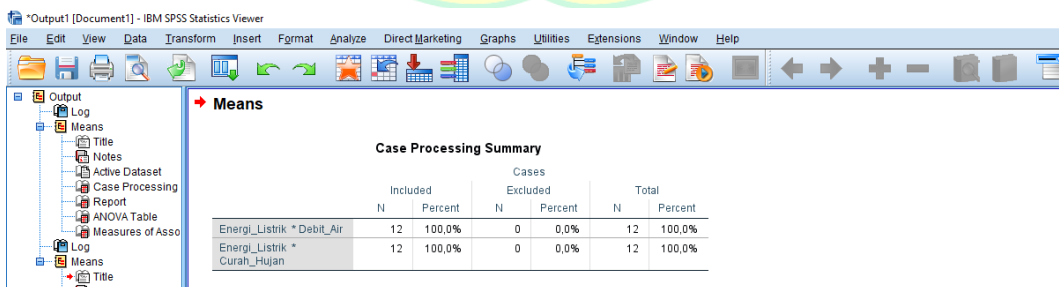 *Output1 [Document1] - IBM SPSS Statistics Viewer
File Edit View Data Transform Insert Format Analyze Direct Marketing Graphs Utilities Extensions Window Help
Output
Log
Means
Title
Notes
Active Dataset
Case Processing
Report
ANOVA Table
Measures of Asso
Log
Means
Title
Means
Case Processing Summary
Cases
Included Excluded Total
N Percent N Percent N Percent
Energi_Listrik * Debit_Air 12 100,0% 0 0,0% 12 100,0%
Energi_Listrik * 12 100,0% 0 0,0% 12 100,0%
Curah_Hujan